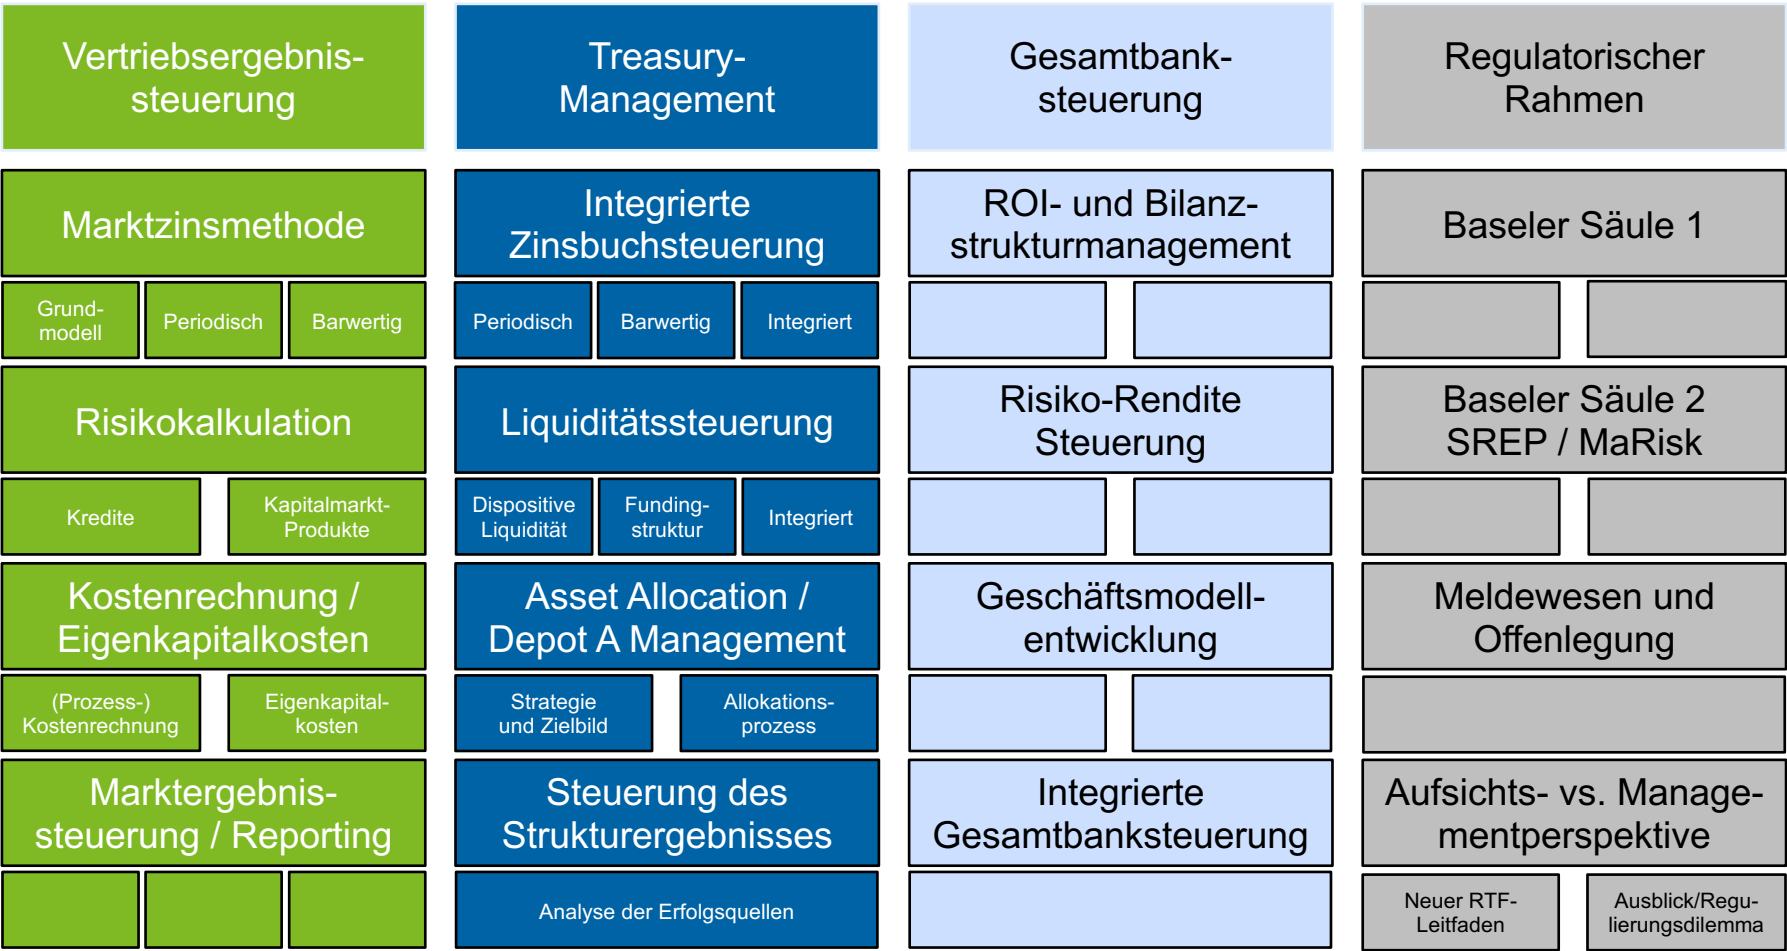 Vertriebsergebnis-
steuerung
Treasury-
Management
Gesamtbank-
steuerung
Regulatorischer
Rahmen
Marktzinsmethode
Integrierte
Zinsbuchsteuerung
ROI- und Bilanz-
strukturmanagement
Baseler Säule 1
Grund-
modell
Periodisch
Barwertig
Periodisch
Barwertig
Integriert
Risikokalkulation
Liquiditätssteuerung
Risiko-Rendite
Steuerung
Baseler Säule 2
SREP / MaRisk
Kredite
Kapitalmarkt-
Produkte
Dispositive
Liquidität
Funding-
struktur
Integriert
Kostenrechnung /
Eigenkapitalkosten
Asset Allocation /
Depot A Management
Geschäftsmodell-
entwicklung
Meldewesen und
Offenlegung
(Prozess-)
Kostenrechnung
Eigenkapital-
kosten
Strategie
und Zielbild
Allokations-
prozess
Marktergebnis-
steuerung / Reporting
Steuerung des
Strukturergebnisses
Integrierte
Gesamtbanksteuerung
Aufsichts- vs. Manage-
mentperspektive
Analyse der Erfolgsquellen
Neuer RTF-
Leitfaden
Ausblick/Regu-
lierungsdilemma